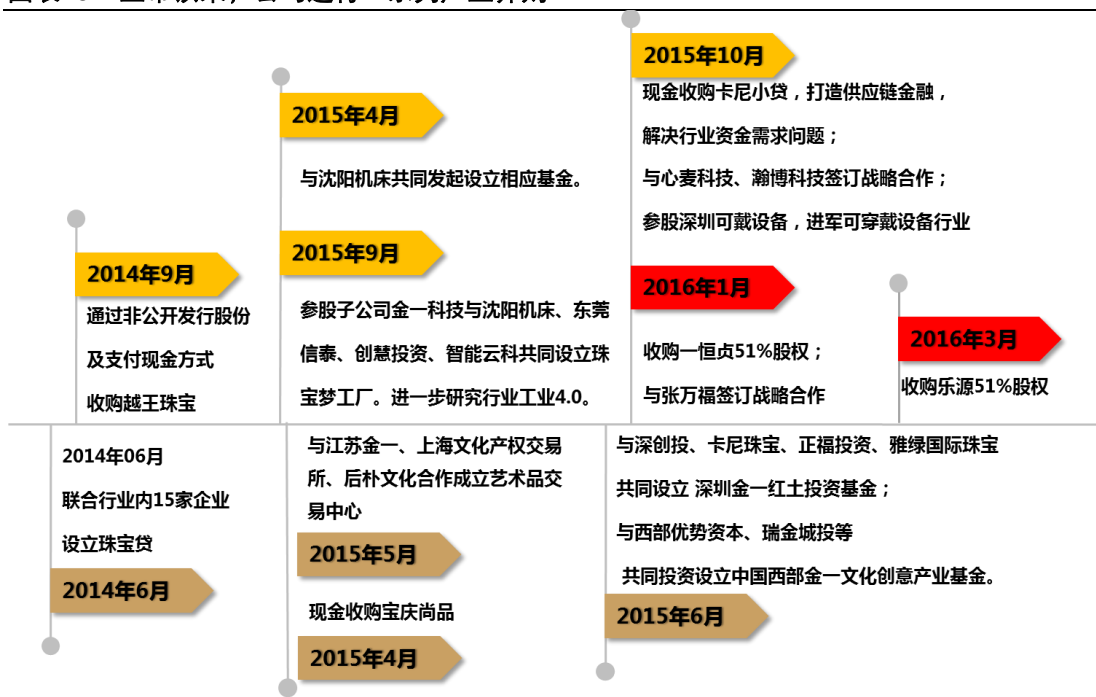 2014年9月
通过非公开发行股份
及支付现金方式
收购越王珠宝
2015年4月
与沈阳机床共同发起设立相应基金。
2015年9月
参股子公司金一科技与沈阳机床、东莞
信泰、创慧投资、智能云科共同设立珠
宝梦工厂。进一步研究行业工业4.0。
2015年10月
现金收购卡尼小贷，打造供应链金融，
解决行业资金需求问题；
与心麦科技、瀚博科技签订战略合作；
参股深圳可戴设备，进军可穿戴设备行业
2016年1月
收购一恒贞51%股权；
与张万福签订战略合作
2016年3月
收购乐源51%股权
2014年06月
联合行业内15家企业
设立珠宝贷
2014年6月
与江苏金一、上海文化产权交易
所、后朴文化合作成立艺术品交
易中心
2015年5月
现金收购宝庆尚品
2015年4月
与深创投、卡尼珠宝、正福投资、雅绿国际珠宝
共同设立 深圳金一红土投资基金；
与西部优势资本、瑞金城投等
共同投资设立中国西部金一文化创意产业基金。
2015年6月